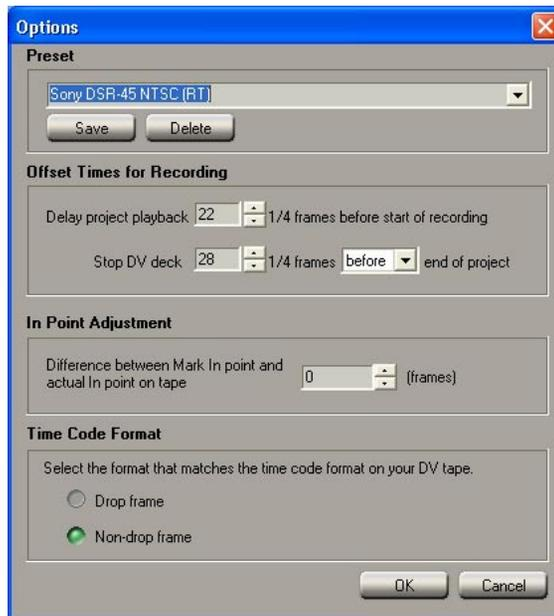 Options
Preset
Sony DSR-45 NTSC (RT)
Save Delete
Offset Times for Recording
Delay project playback 22 1/4 frames before start of recording
Stop DV deck 28 1/4 frames before end of project
In Point Adjustment
Difference between Mark In point and
actual In point on tape 0 (frames)
Time Code Format
Select the format that matches the time code format on your DV tape.
Drop frame
Non-drop frame
OK Cancel